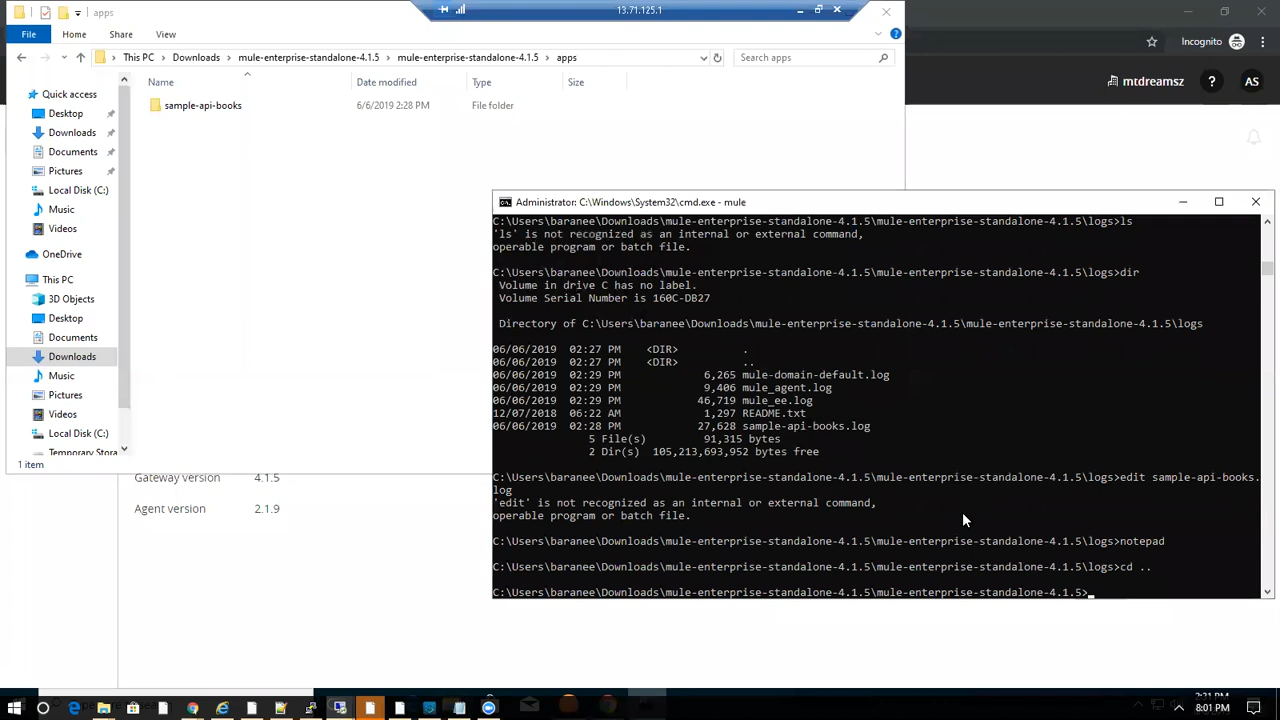 apps
13.71.125.1
File
Home
Share
View
This PC
Downloads
mule-enterprise-standalone-4.1.5
mule-enterprise-standalone-4.1.5
apps
Search apps
Incognito
mtdreamsz
?
AS
Name
Date modified
Type
Size
Quick access
Desktop
Downloads
Documents
Pictures
Local Disk (C:)
Music
Videos
OneDrive
This PC
3D Objects
Desktop
Documents
Downloads
Music
Pictures
Videos
Local Disk (C:)
Temporary Stora
sample-api-books
6/6/2019 2:28 PM
File folder
1 item
Gateway version
4.1.5
Agent version
2.1.9
Administrator: C:\Windows\System32\cmd.exe - mule
C:\Users\baranee\Downloads\mule-enterprise-standalone-4.1.5\mule-enterprise-standalone-4.1.5\logs>ls
'ls' is not recognized as an internal or external command,
operable program or batch file.
C:\Users\baranee\Downloads\mule-enterprise-standalone-4.1.5\mule-enterprise-standalone-4.1.5\logs>dir
Volume in drive C has no label.
Volume Serial Number is 160C-DB27
Directory of C:\Users\baranee\Downloads\mule-enterprise-standalone-4.1.5\mule-enterprise-standalone-4.1.5\logs
06/06/2019 02:27 PM <DIR> .
06/06/2019 02:27 PM <DIR> ..
06/06/2019 02:29 PM 6,265 mule-domain-default.log
06/06/2019 02:29 PM 9,406 mule_agent.log
06/06/2019 02:29 PM 46,719 mule_ee.log
12/07/2018 06:22 AM 1,297 README.txt
06/06/2019 02:28 PM 27,628 sample-api-books.log
5 File(s) 91,315 bytes
2 Dir(s) 105,213,693,952 bytes free
C:\Users\baranee\Downloads\mule-enterprise-standalone-4.1.5\mule-enterprise-standalone-4.1.5\logs>edit sample-api-books.
log
'edit' is not recognized as an internal or external command,
operable program or batch file.
C:\Users\baranee\Downloads\mule-enterprise-standalone-4.1.5\mule-enterprise-standalone-4.1.5\logs>notepad
C:\Users\baranee\Downloads\mule-enterprise-standalone-4.1.5\mule-enterprise-standalone-4.1.5\logs>cd ..
C:\Users\baranee\Downloads\mule-enterprise-standalone-4.1.5\mule-enterprise-standalone-4.1.5>
8:01 PM